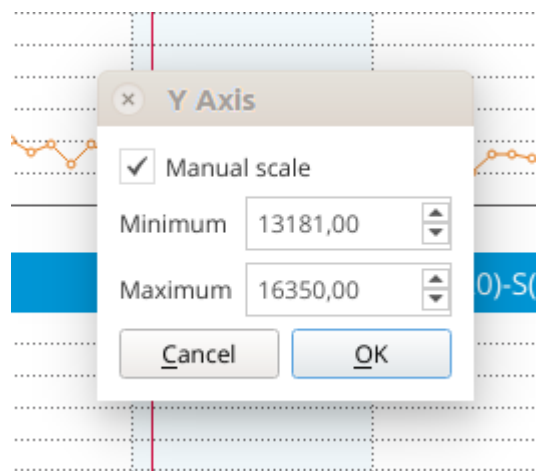 Y Axis
Manual scale
Minimum 13181,00
Maximum 16350,00
0)-S(
Cancel OK